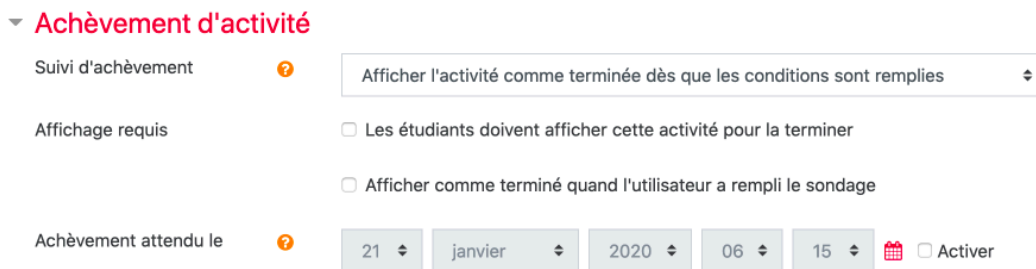 Achèvement d'activité
Suivi d'achèvement
Afficher l'activité comme terminée dès que les conditions sont remplies
Affichage requis
Les étudiants doivent afficher cette activité pour la terminer
Afficher comme terminé quand l'utilisateur a rempli le sondage
Achèvement attendu le
21 janvier 2020 06 15 Activer